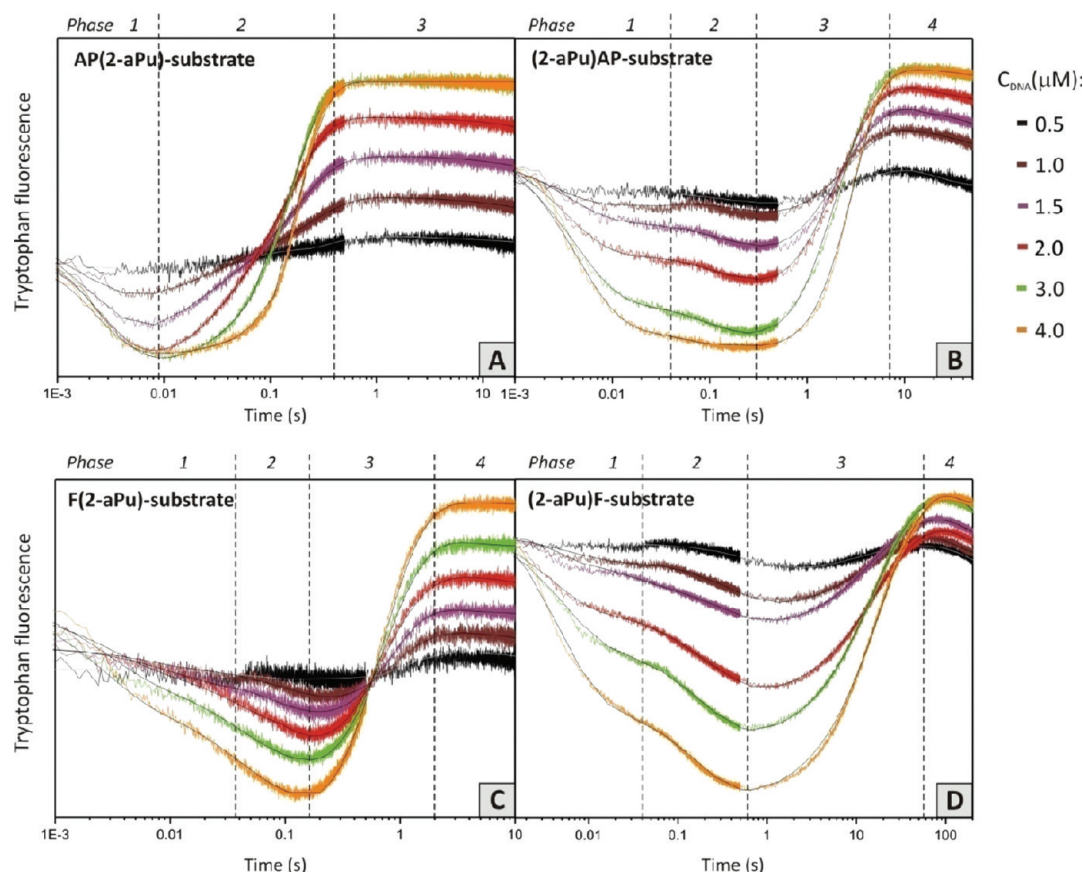 Phase 1 2 3
Phase 1 2 3 4
AP(2-aPu)-substrate
(2-aPu)AP-substrate
C DNA (μM):
0.5
1.0
1.5
2.0
3.0
4.0
Tryptophan fluorescence
A
B
1E-3 0.01 0.1 1 10
1E-3 0.01 0.1 1 10
Time (s)
Time (s)
Phase 1 2 3 4
Phase 1 2 3 4
F(2-aPu)-substrate
(2-aPu)F-substrate
Tryptophan fluorescence
C
D
1E-3 0.01 0.1 1 10
0.01 0.1 1 10 100
Time (s)
Time (s)